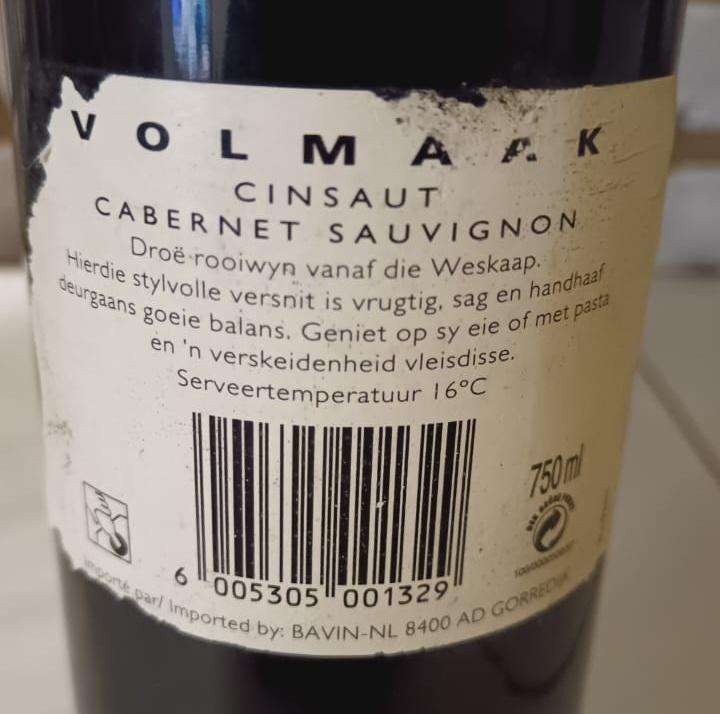 VOLMAAK
CINSAUT
CABERNET SAUVIGNON
Droë rooiwyn vanaf die Weskaap.
Hierdie stylvolle versnit is vrugtig, sag en handhaaf
deurgaans goeie balans. Geniet op sy eie of met pasta
en 'n verskeidenheid vleisdisse.
Serveertemperatuur 16°C
750 ml
6 005305 001329
Importé par/ Imported by: BAVIN-NL 8400 AD GORREDIJK